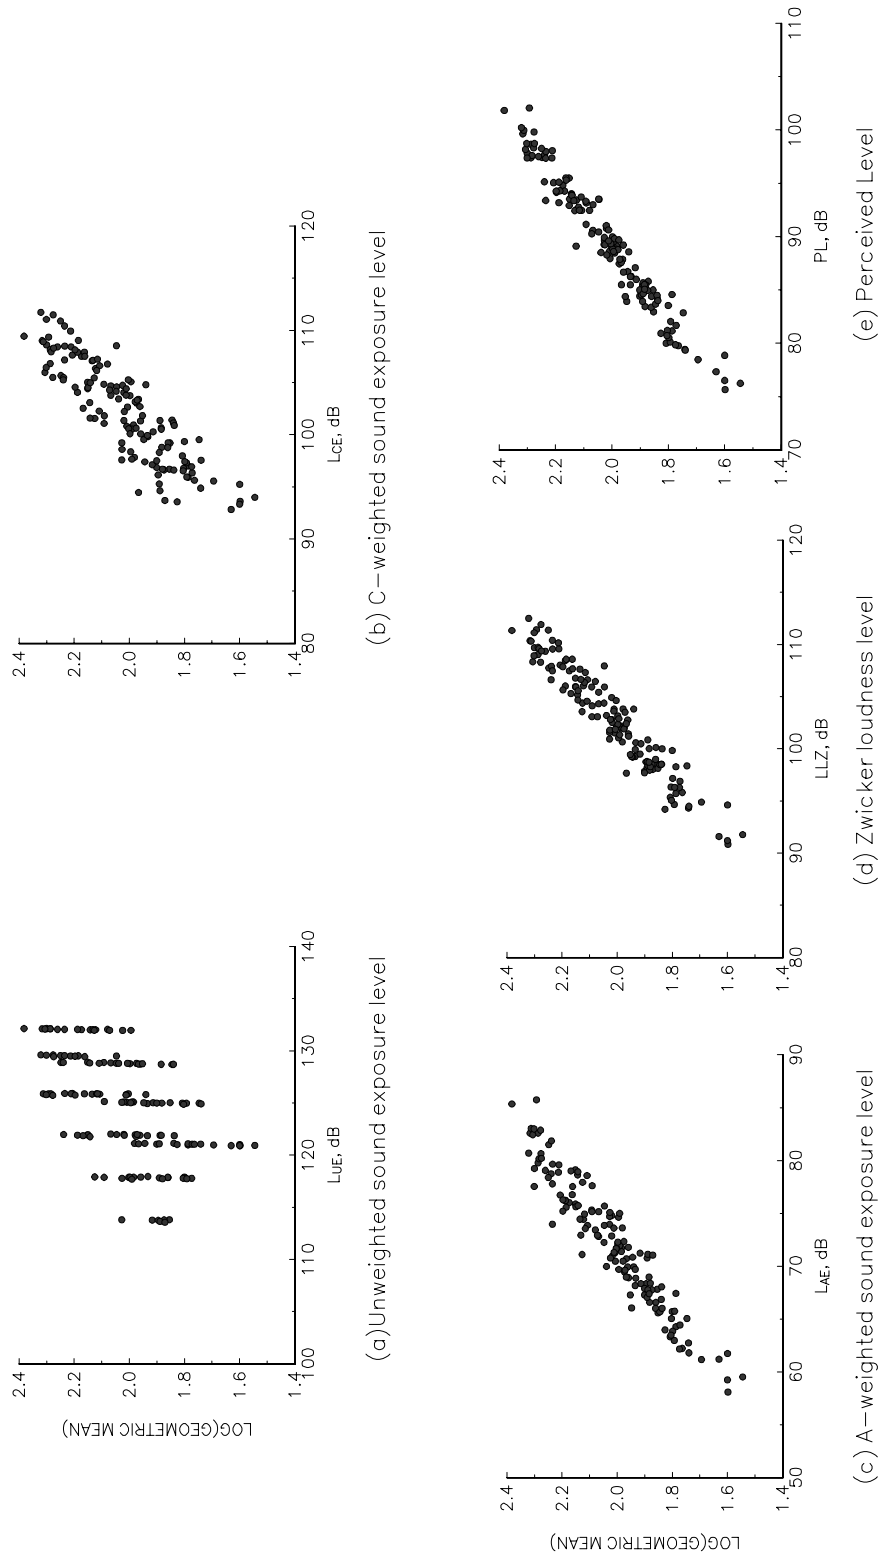 LOG(GEOMETRIC MEAN)
2.4
2.2
2.0
1.8
1.6
1.4
100 110 120 130 140
LUE, dB
(a)Unweighted sound exposure level
2.4
2.2
2.0
1.8
1.6
1.4
80 90 100 110 120
LCE, dB
(b) C-weighted sound exposure level
LOG(GEOMETRIC MEAN)
2.4
2.2
2.0
1.8
1.6
1.4
50 60 70 80 90
LAE, dB
(c) A-weighted sound exposure level
2.4
2.2
2.0
1.8
1.6
1.4
80 90 100 110 120
LLZ, dB
(d) Zwicker loudness level
2.4
2.2
2.0
1.8
1.6
1.4
70 80 90 100 110
PL, dB
(e) Perceived Level